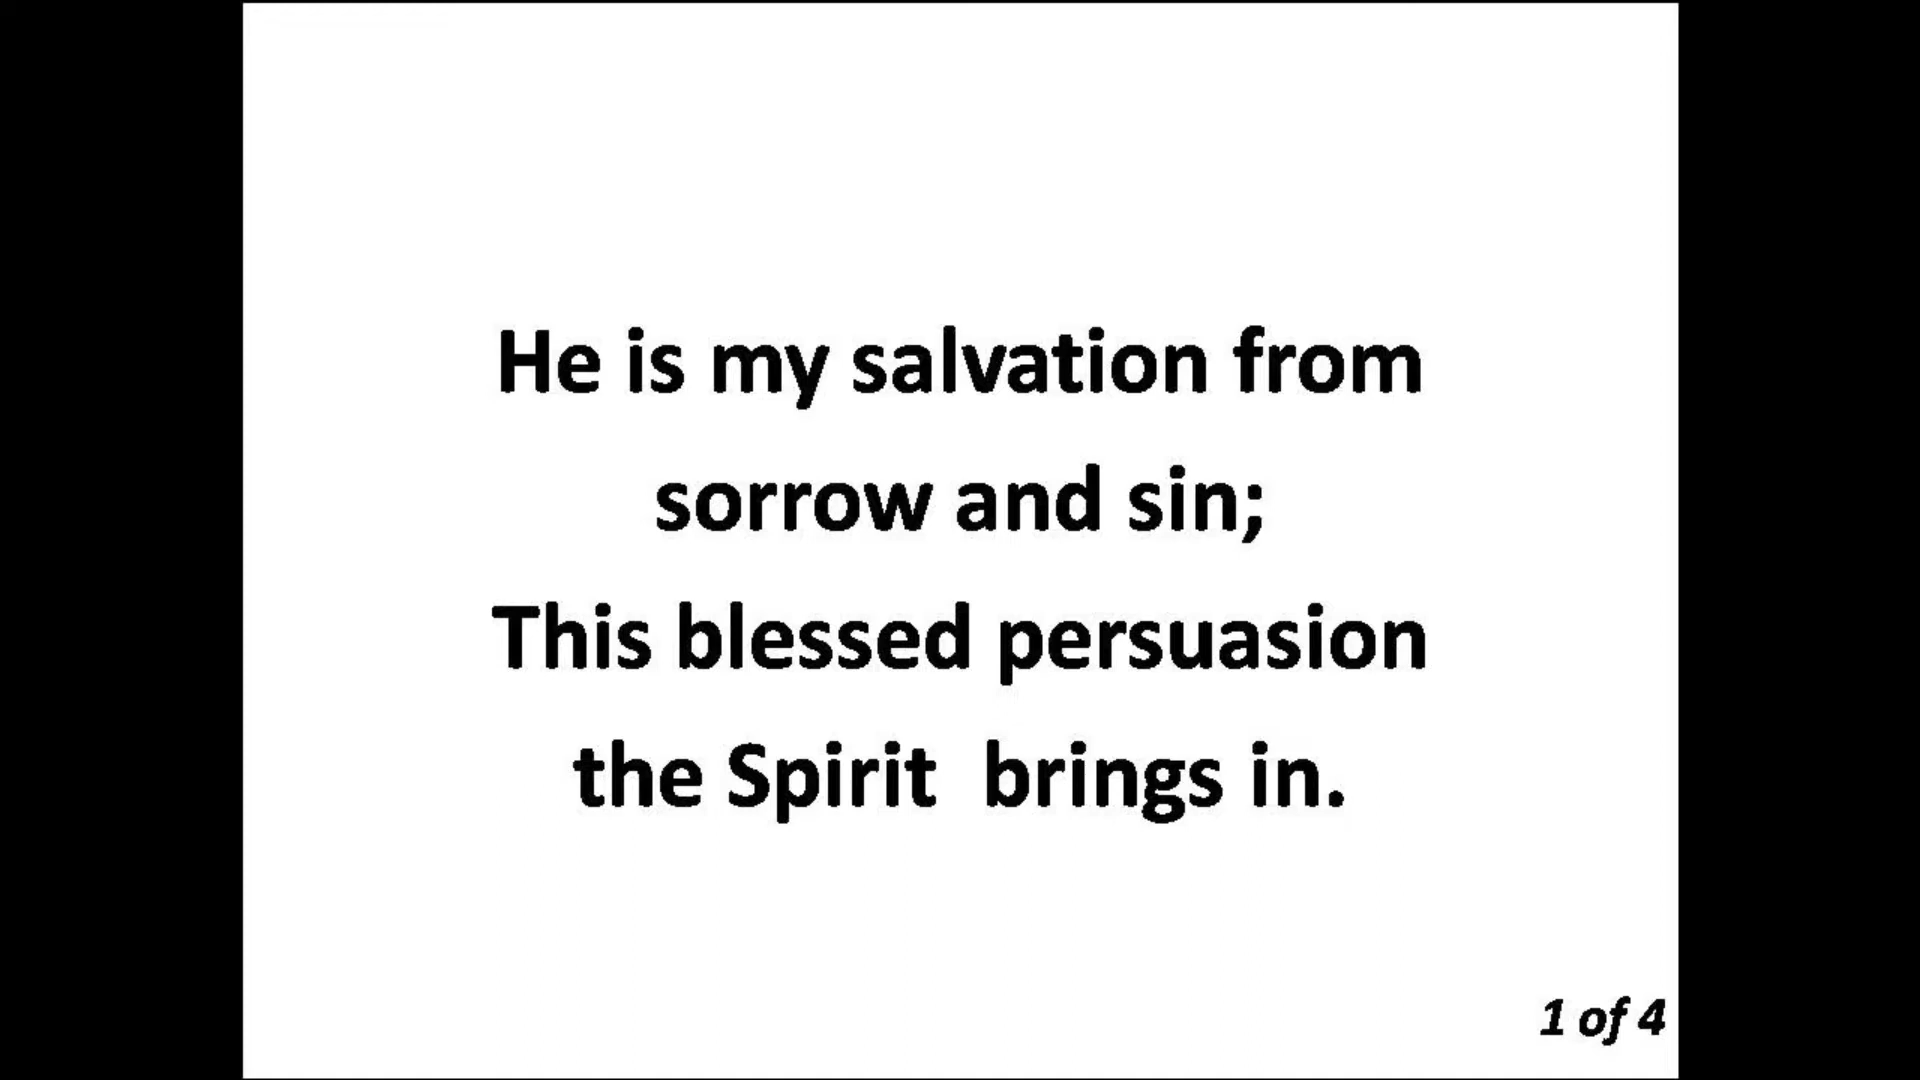 He is my salvation from
sorrow and sin;
This blessed persuasion
the Spirit  brings in.
1 of 4